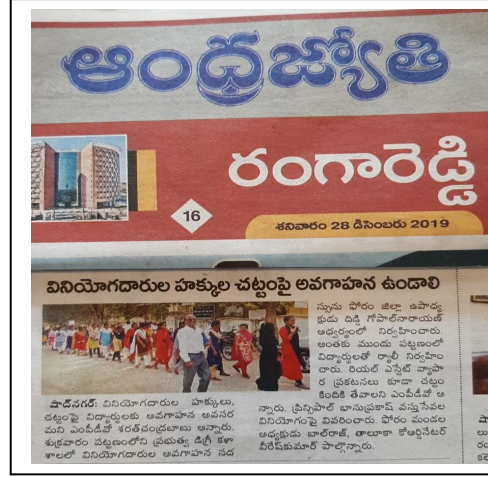 ఆంధ్రజ్యోతి
రంగారెడ్డి
16
శనివారం 28 డిసెంబరు 2019
వినియోగదారుల హక్కుల చట్టంపై అవగాహన ఉండాలి
షాద్‌నగర్: వినియోగదారుల హక్కులు,
చట్టంపై విద్యార్థులకు అవగాహన అవసర
మని ఎంపీడీవో శరత్‌చంద్రబాబు అన్నారు.
శుక్రవారం పట్టణంలోని ప్రభుత్వ డిగ్రీ కళా
శాలలో వినియోగదారుల అవగాహన సద
స్సును ఫోరం జిల్లా ఉపాధ్య
క్షుడు దిడ్డి గోపాల్‌నారాయణ్
ఆధ్వర్యంలో నిర్వహించారు.
అంతకు ముందు పట్టణంలో
విద్యార్థులతో ర్యాలీ నిర్వహిం
చారు. రియల్ ఎస్టేట్ వ్యాపా
ర ప్రకటనలు కూడా చట్టం
కిందికి తేవాలని ఎంపీడీవో అ
న్నారు. ప్రిన్సిపాల్ భానుప్రకాష్ వస్తుసేవల
వినియోగంపై వివరించారు. ఫోరం మండల
అధ్యక్షుడు బాల్‌రాజ్, తాలూకా కోఆర్డినేటర్
వీరేష్‌కుమార్ పాల్గొన్నారు.